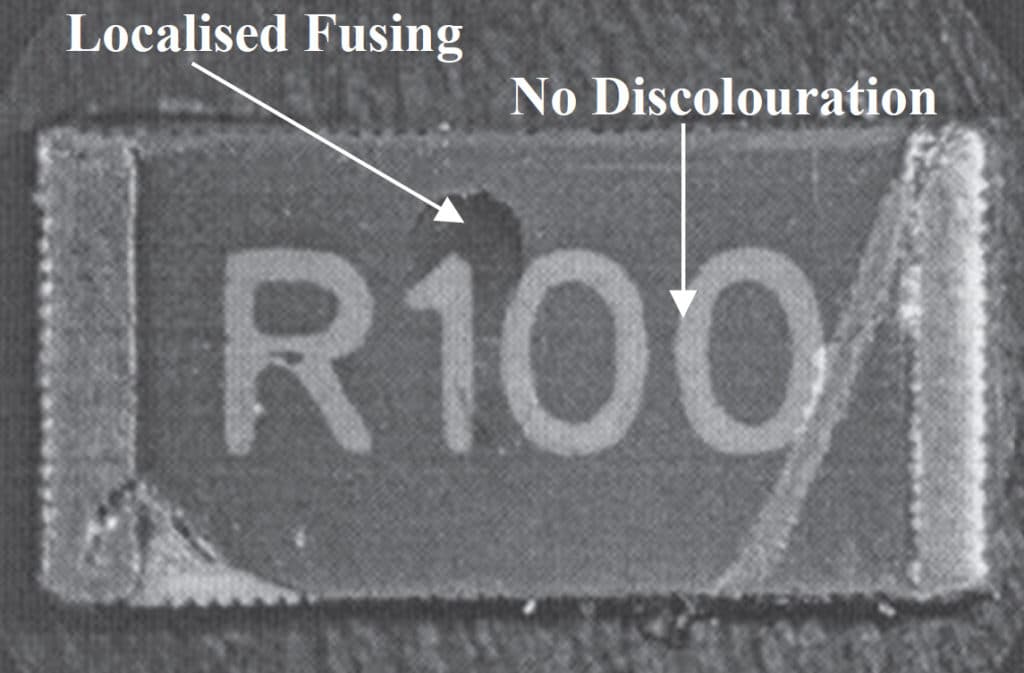 Localised Fusing
No Discolouration
R100